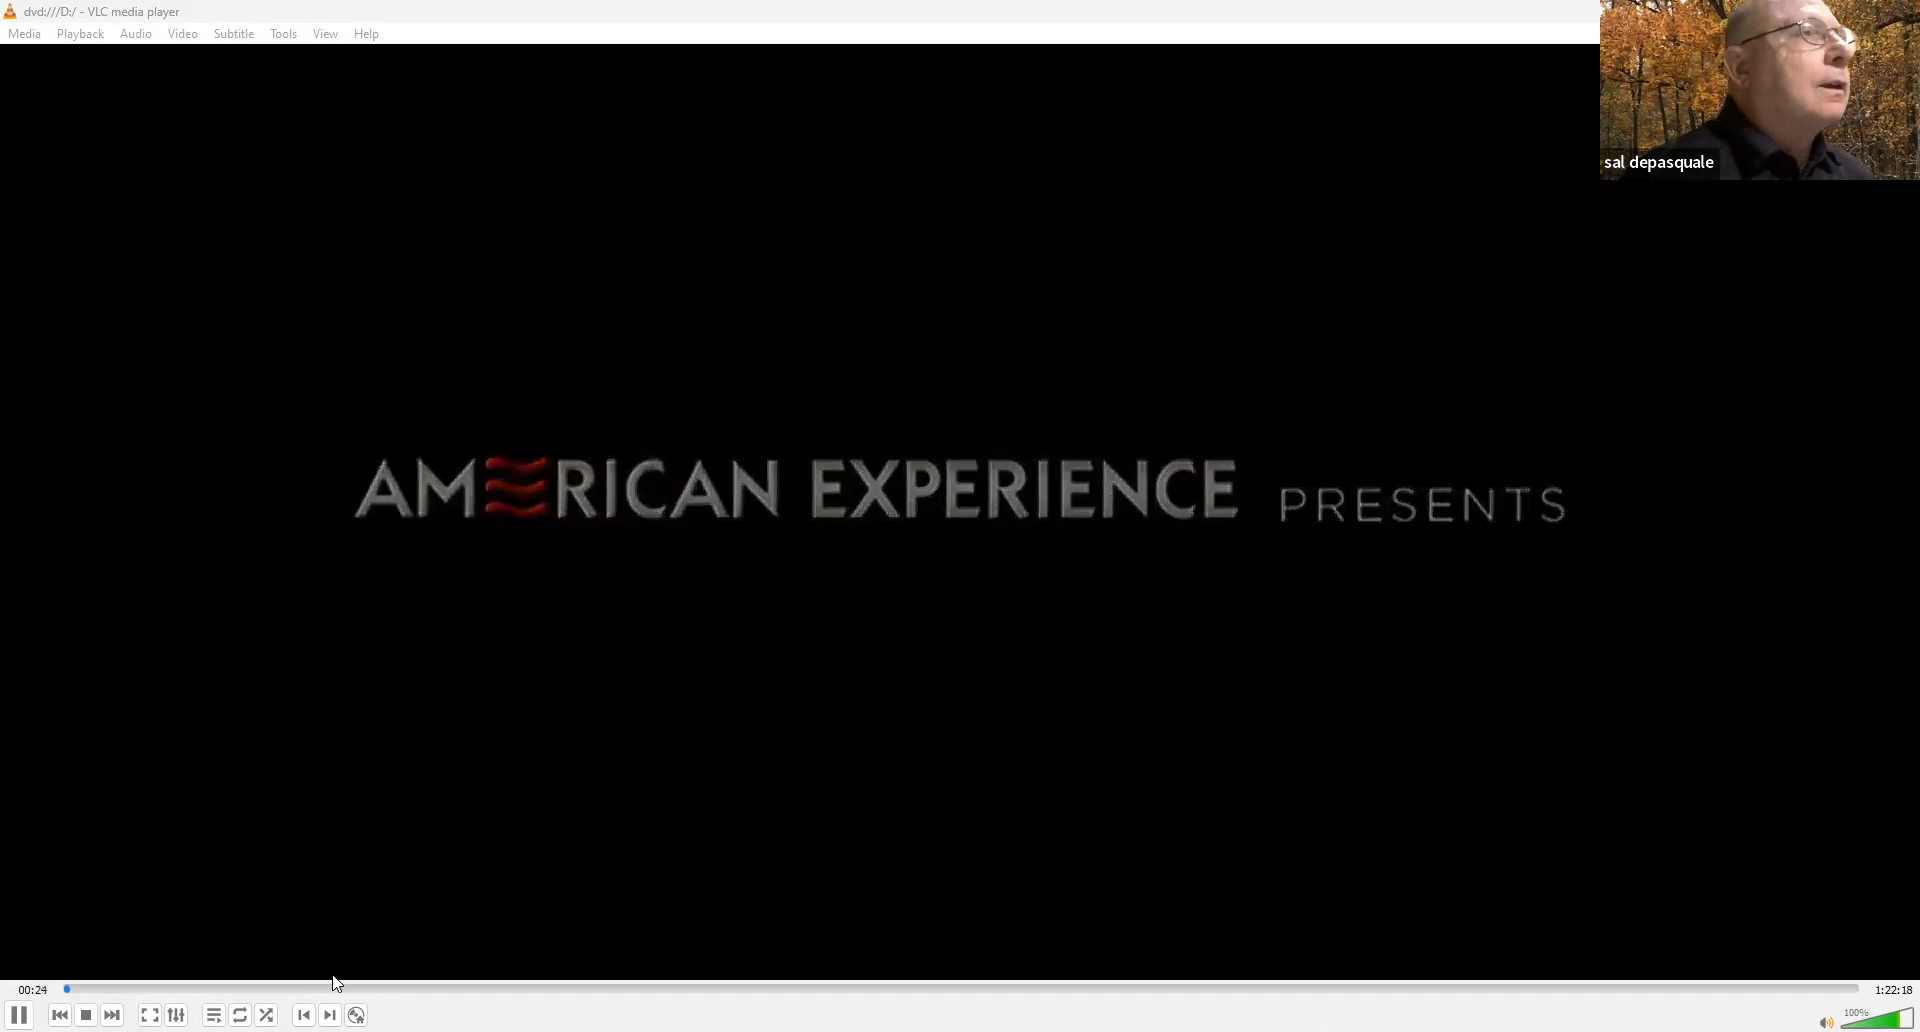 dvd:///D:/ - VLC media player
Media Playback Audio Video Subtitle Tools View Help
sal depasquale
AMERICAN EXPERIENCE PRESENTS
00:24
1:22:18
100%